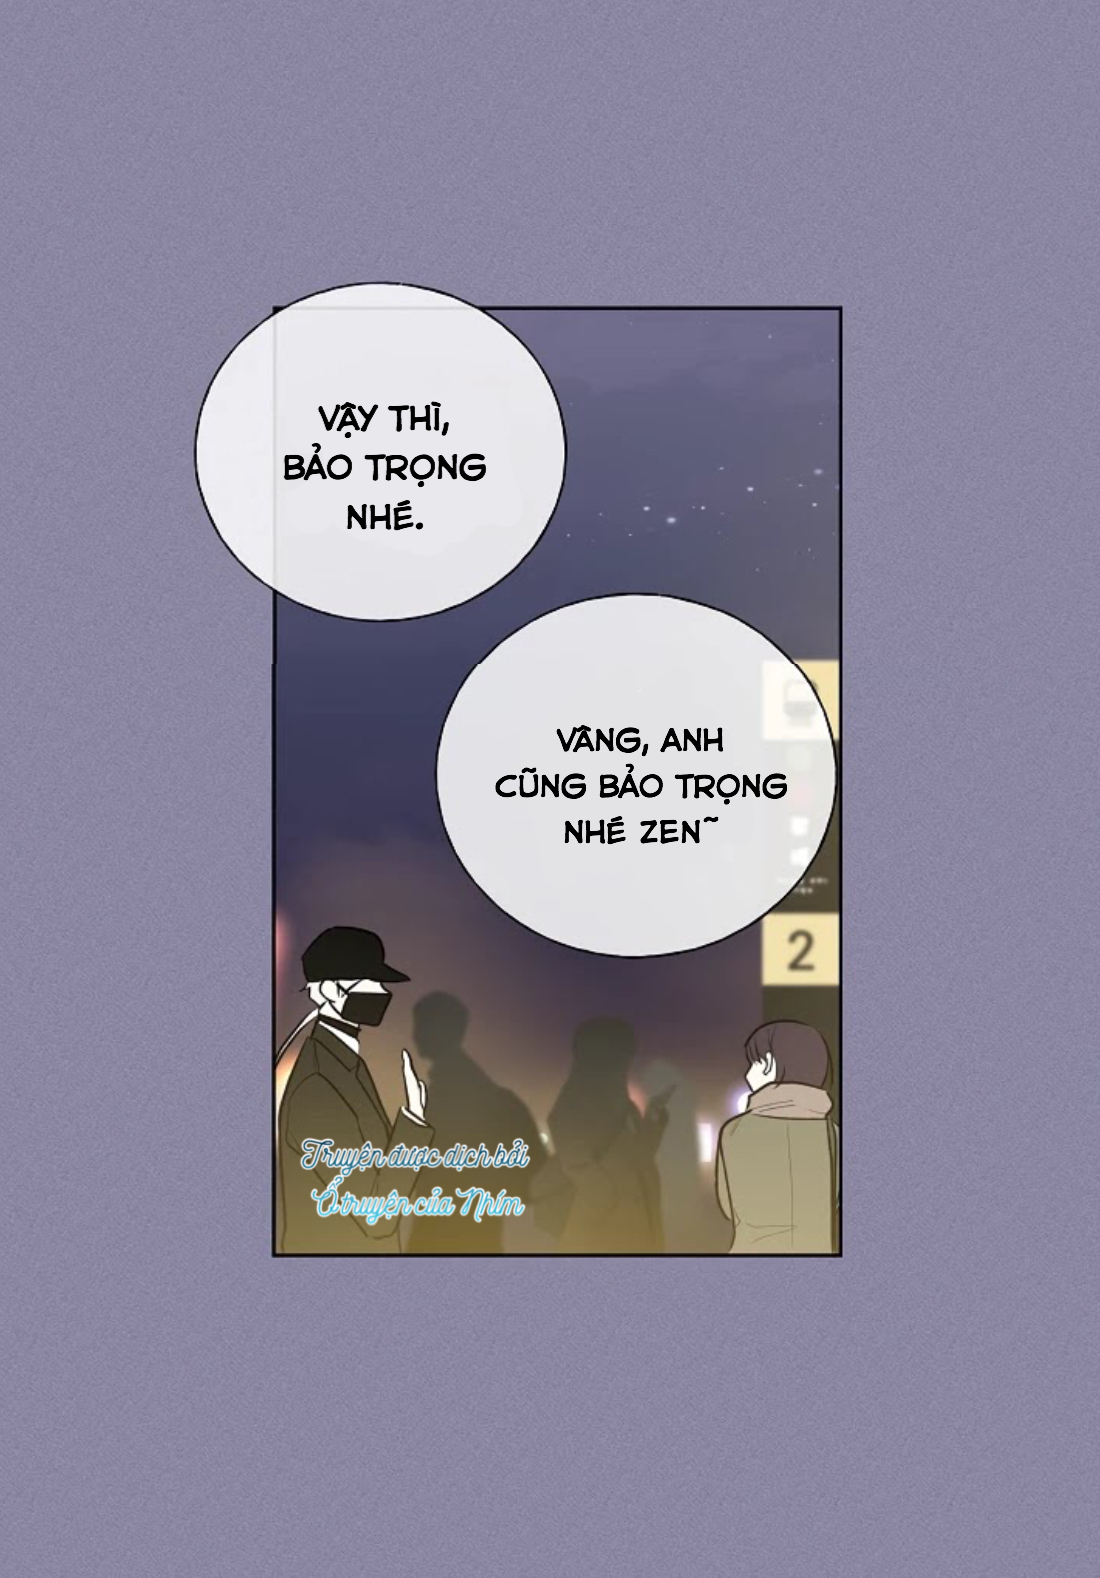 VẬY THÌ,
BẢO TRỌNG
NHÉ.
VÂNG, ANH
CŨNG BẢO TRỌNG
NHÉ ZEN~
2
Truyện được dịch bởi
Ổ truyện của Nhím